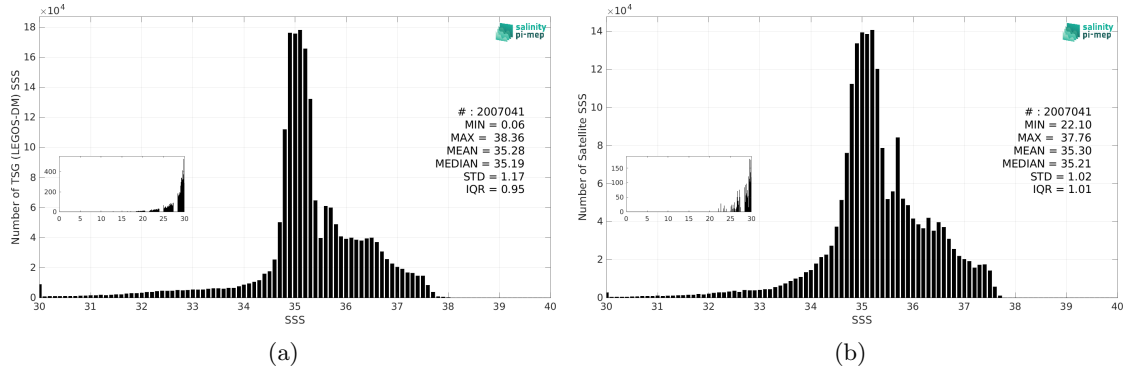 ×10⁴
18
16
14
12
10
8
6
4
2
0
30 31 32 33 34 35 36 37 38 39 40
SSS
Number of TSG (LEGOS-DM) SSS
salinity
pi-mep
# : 2007041
MIN = 0.06
MAX = 38.36
MEAN = 35.28
MEDIAN = 35.19
STD = 1.17
IQR = 0.95
400
200
0
0 5 10 15 20 25 30
(a)
×10⁴
14
12
10
8
6
4
2
0
30 31 32 33 34 35 36 37 38 39 40
SSS
Number of Satellite SSS
salinity
pi-mep
# : 2007041
MIN = 22.10
MAX = 37.76
MEAN = 35.30
MEDIAN = 35.21
STD = 1.02
IQR = 1.01
150
100
50
0
0 5 10 15 20 25 30
(b)